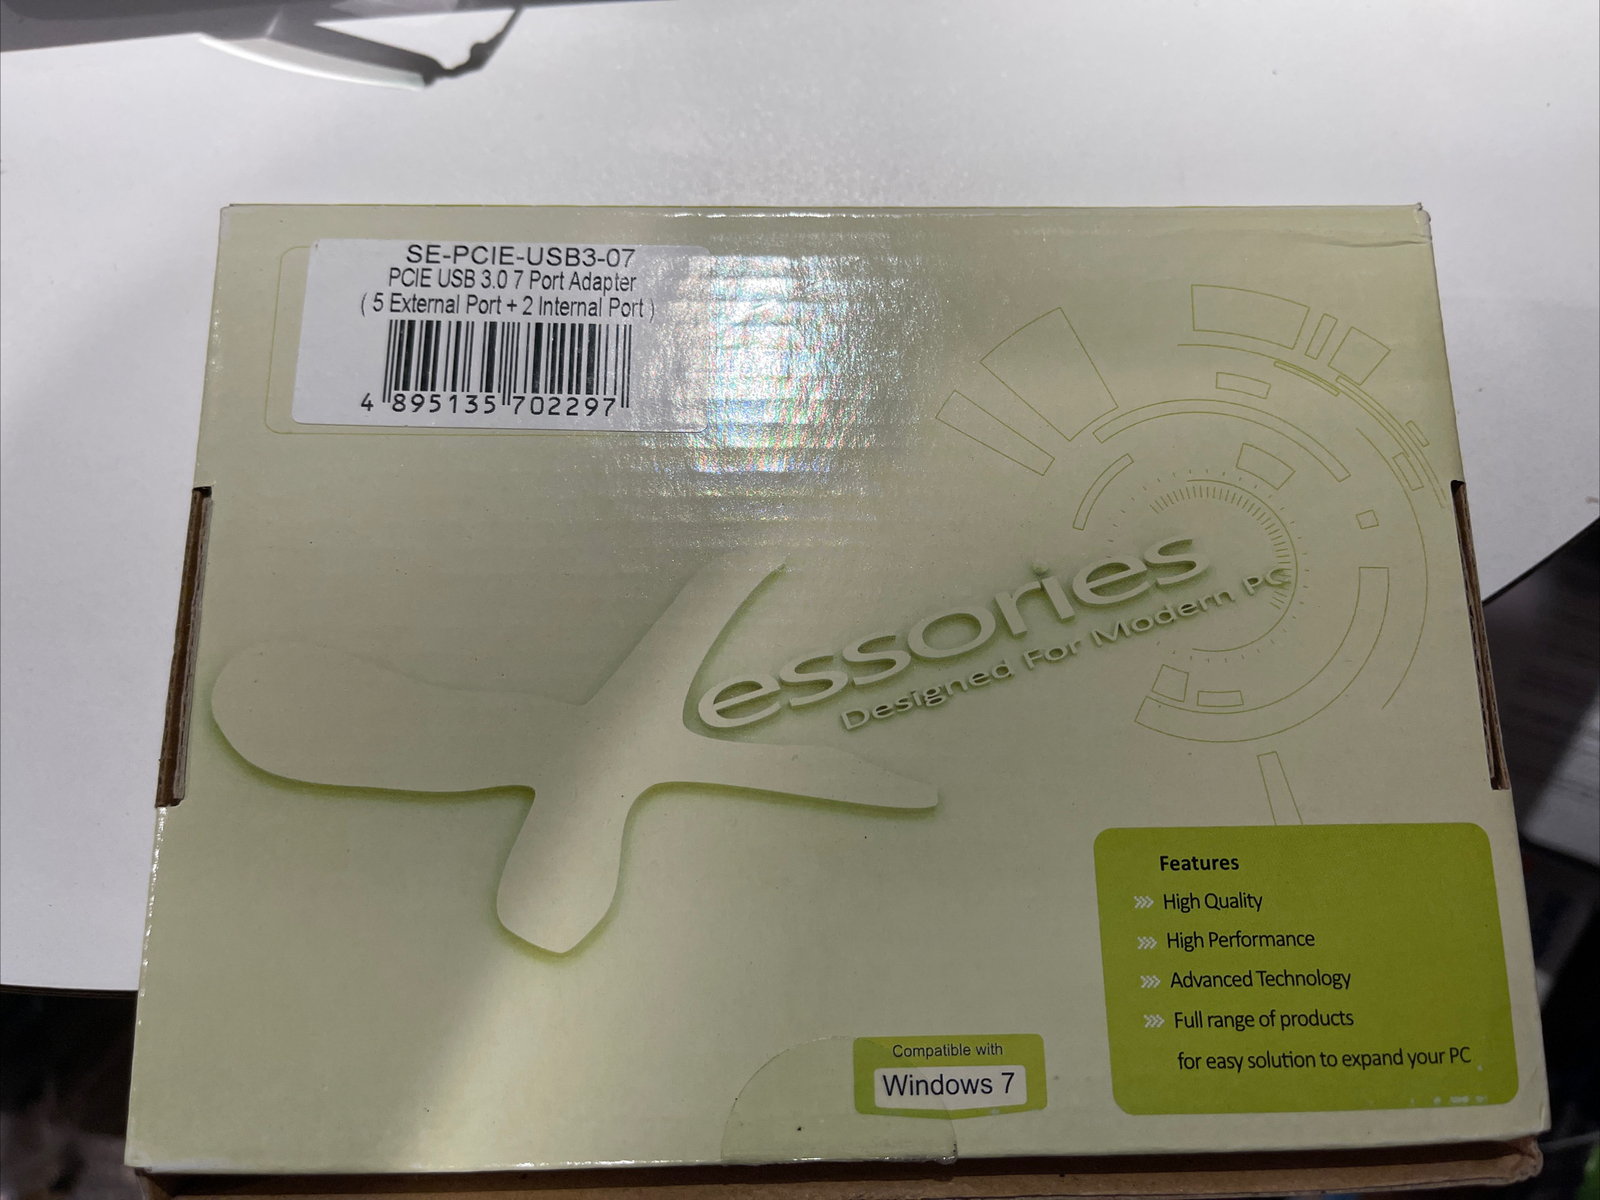 SE-PCIE-USB3-07
PCIE USB 3.0 7 Port Adapter
( 5 External Port + 2 Internal Port )
4 895135 702297
essories
Designed For Modern PC
Features
High Quality
High Performance
Advanced Technology
Full range of products
for easy solution to expand your PC
Compatible with
Windows 7